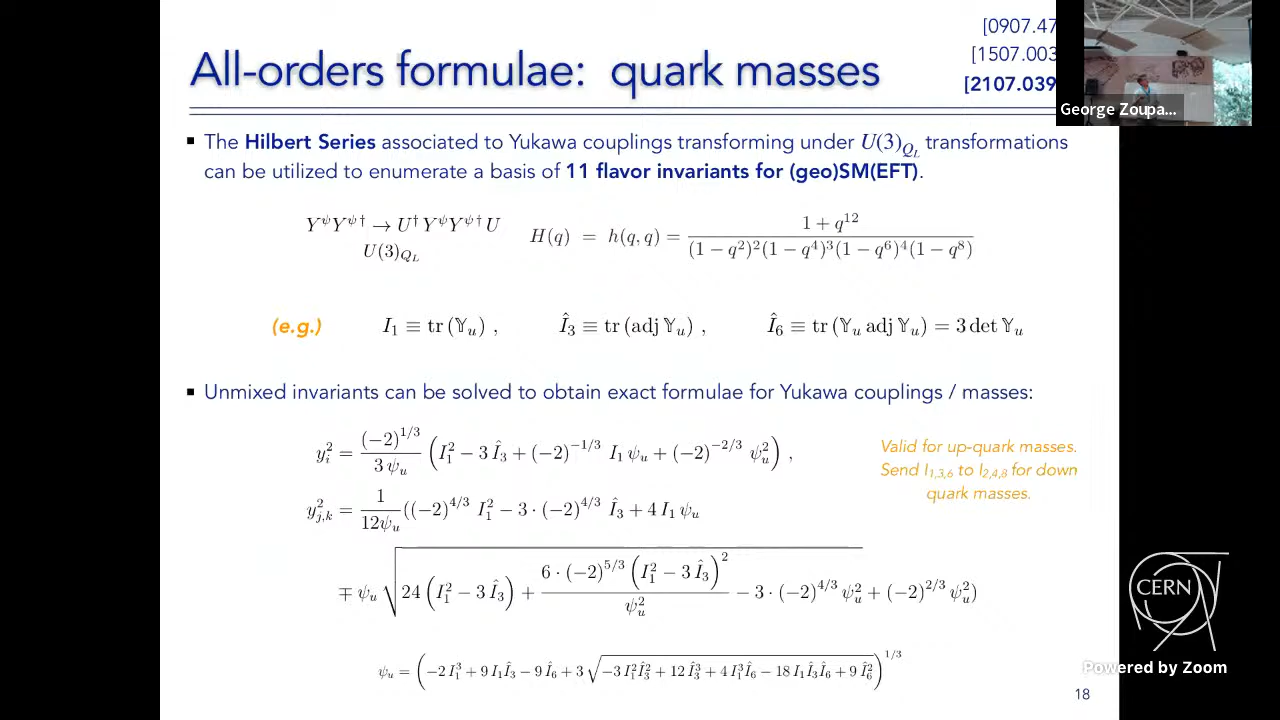 All-orders formulae: quark masses
[0907.47
[1507.003
[2107.039
George Zoupa...
▪ The Hilbert Series associated to Yukawa couplings transforming under U(3)_{Q_L} transformations
can be utilized to enumerate a basis of 11 flavor invariants for (geo)SM(EFT).
Y^ψ Y^{ψ†} → U^† Y^ψ Y^{ψ†} U
U(3)_{Q_L}
H(q) = h(q, q) = \frac{1 + q^{12}}{(1 − q^2)^2(1 − q^4)^3(1 − q^6)^4(1 − q^8)}
(e.g.) I_1 ≡ tr (𝕐_u) , Î_3 ≡ tr (adj 𝕐_u) , Î_6 ≡ tr (𝕐_u adj 𝕐_u) = 3 det 𝕐_u
▪ Unmixed invariants can be solved to obtain exact formulae for Yukawa couplings / masses:
y_i^2 = \frac{(−2)^{1/3}}{3 ψ_u} (I_1^2 − 3 Î_3 + (−2)^{−1/3} I_1 ψ_u + (−2)^{−2/3} ψ_u^2) ,
y_{j,k}^2 = \frac{1}{12ψ_u} ((−2)^{4/3} I_1^2 − 3 · (−2)^{4/3} Î_3 + 4 I_1 ψ_u
∓ ψ_u \sqrt{24 (I_1^2 − 3 Î_3) + \frac{6 · (−2)^{5/3} (I_1^2 − 3 Î_3)^2}{ψ_u^2} − 3 · (−2)^{4/3} ψ_u^2} + (−2)^{2/3} ψ_u^2)
Valid for up-quark masses.
Send I_{1,3,6} to I_{2,4,8} for down
quark masses.
ψ_u = (−2 I_1^3 + 9 I_1 Î_3 − 9 Î_6 + 3 \sqrt{−3 I_1^2 Î_3^2 + 12 Î_3^3 + 4 I_1^3 Î_6 − 18 I_1 Î_3 Î_6 + 9 Î_6^2})^{1/3}
CERN
Powered by Zoom
18